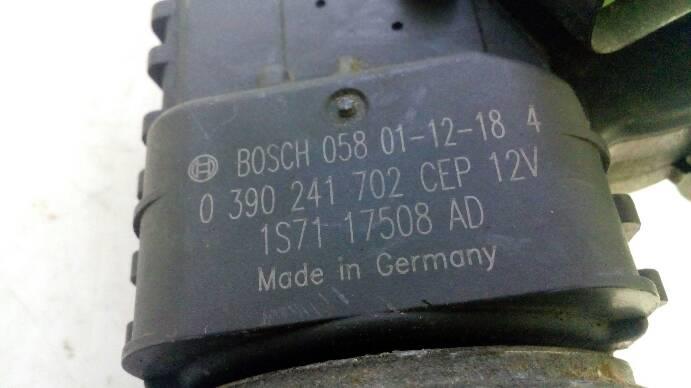 BOSCH 058 01-12-18 4
0 390 241 702 CEP 12V
1S71 17508 AD
Made in Germany